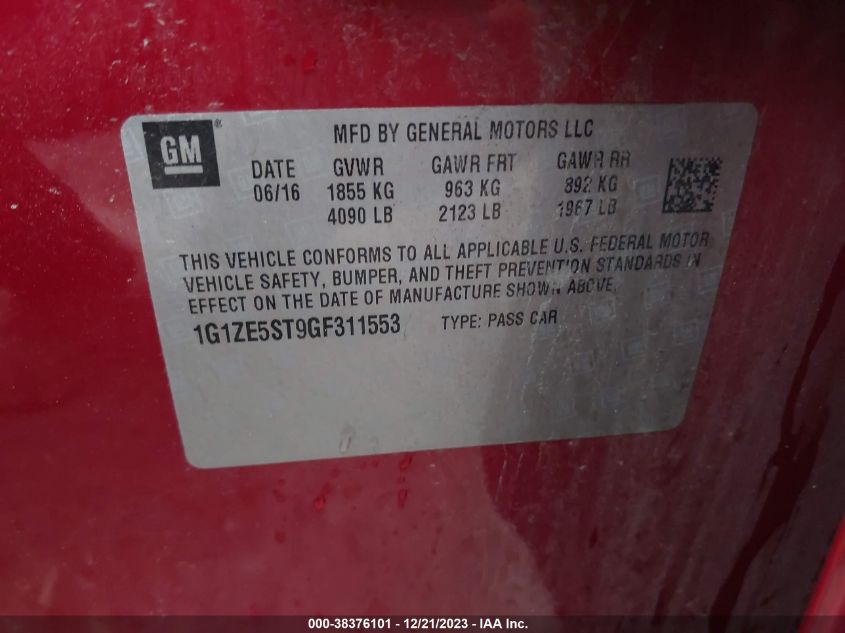 GM ®
MFD BY GENERAL MOTORS LLC
DATE GVWR GAWR FRT GAWR RR
06/16 1855 KG 963 KG 892 KG
4090 LB 2123 LB 1967 LB
THIS VEHICLE CONFORMS TO ALL APPLICABLE U.S. FEDERAL MOTOR
VEHICLE SAFETY, BUMPER, AND THEFT PREVENTION STANDARDS IN
EFFECT ON THE DATE OF MANUFACTURE SHOWN ABOVE.
1G1ZE5ST9GF311553 TYPE: PASS CAR
000-38376101 - 12/21/2023 - IAA Inc.